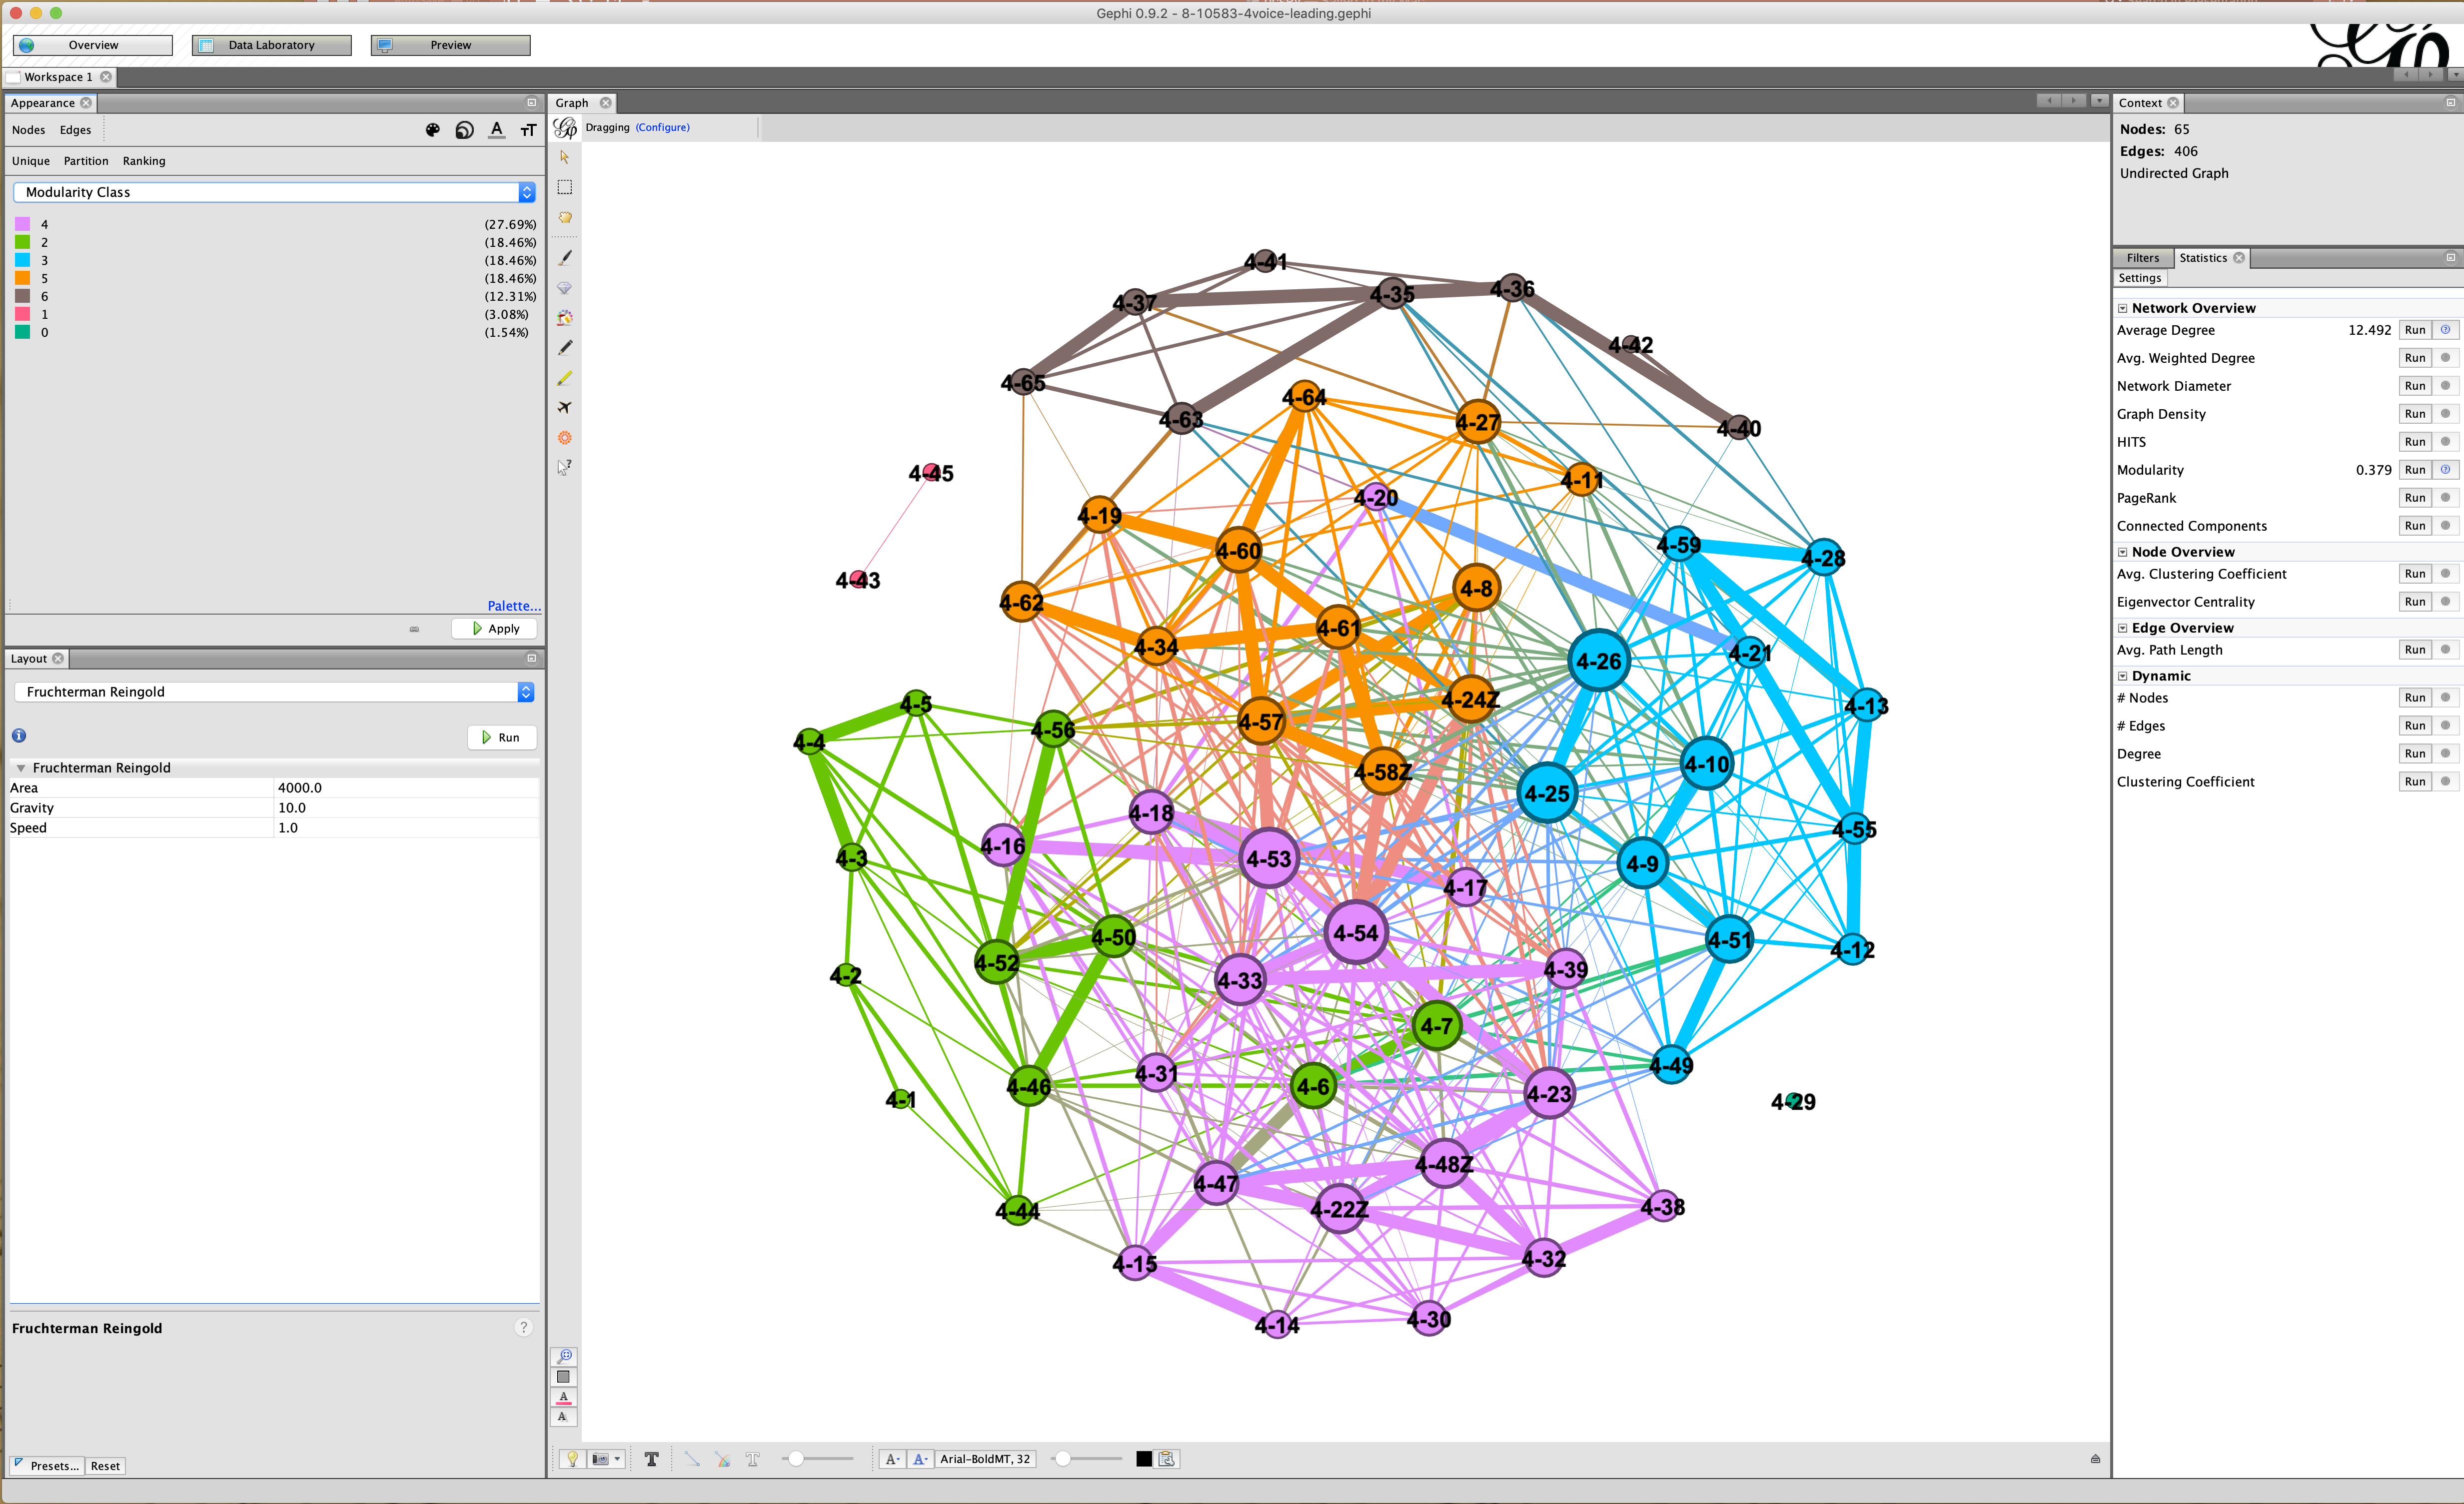 Gephi 0.9.2 - 8-10583-4voice-leading.gephi
Overview
Data Laboratory
Preview
Workspace 1
Appearance
Nodes Edges
Unique Partition Ranking
Modularity Class
4 (27.69%)
2 (18.46%)
3 (18.46%)
5 (18.46%)
6 (12.31%)
1 (3.08%)
0 (1.54%)
Palette...
Apply
Layout
Fruchterman Reingold
Run
Fruchterman Reingold
Area 4000.0
Gravity 10.0
Speed 1.0
Fruchterman Reingold
Presets... Reset
Graph
Dragging (Configure)
4-41
4-37
4-35
4-36
4-42
4-65
4-63
4-64
4-27
4-40
4-45
4-11
4-20
4-19
4-60
4-59
4-28
4-43
4-62
4-8
4-61
4-34
4-26
4-21
4-5
4-24Z
4-13
4-4
4-56
4-57
4-58Z
4-10
4-25
4-18
4-55
4-3
4-16
4-53
4-9
4-17
4-50
4-54
4-51
4-52
4-12
4-2
4-33
4-39
4-7
4-49
4-31
4-46
4-6
4-23
4-1
4-29
4-48Z
4-47
4-44
4-22Z
4-38
4-15
4-32
4-14
4-30
Arial-BoldMT, 32
Context
Nodes: 65
Edges: 406
Undirected Graph
Filters Statistics
Settings
Network Overview
Average Degree 12.492 Run
Avg. Weighted Degree Run
Network Diameter Run
Graph Density Run
HITS Run
Modularity 0.379 Run
PageRank Run
Connected Components Run
Node Overview
Avg. Clustering Coefficient Run
Eigenvector Centrality Run
Edge Overview
Avg. Path Length Run
Dynamic
# Nodes Run
# Edges Run
Degree Run
Clustering Coefficient Run